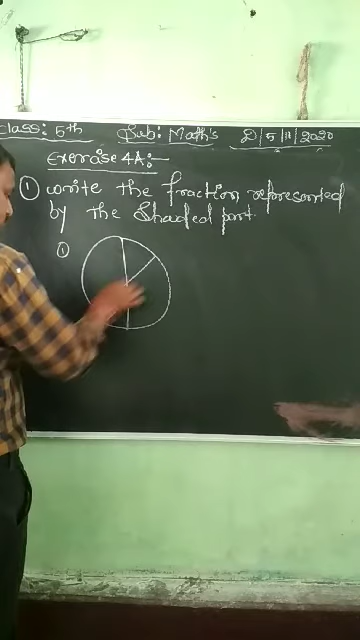 Class: 5th Sub: Math's D/5/11/2020
Exercise 4A:-
① write the fraction represented
by the Shaded part.
①